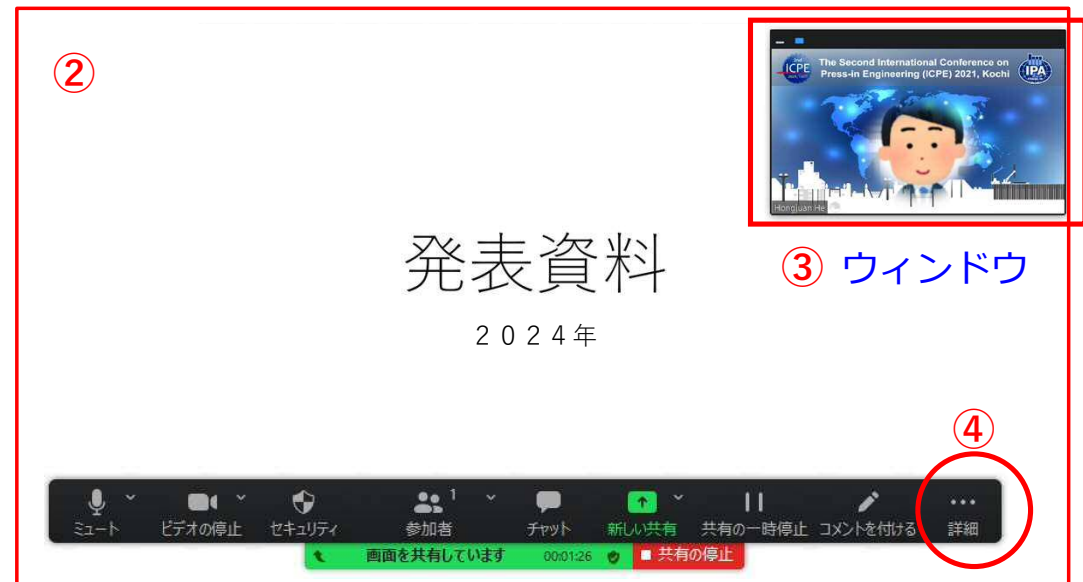 ②
ICPE
The Second International Conference on
Press-in Engineering (ICPE) 2021, Kochi
IPA
Hongjuan He
③ ウィンドウ
発表資料
２０２４年
④
1
ミュート ビデオの停止 セキュリティ 参加者 チャット 新しい共有 共有の一時停止 コメントを付ける 詳細
画面を共有しています 00:01:26 共有の停止